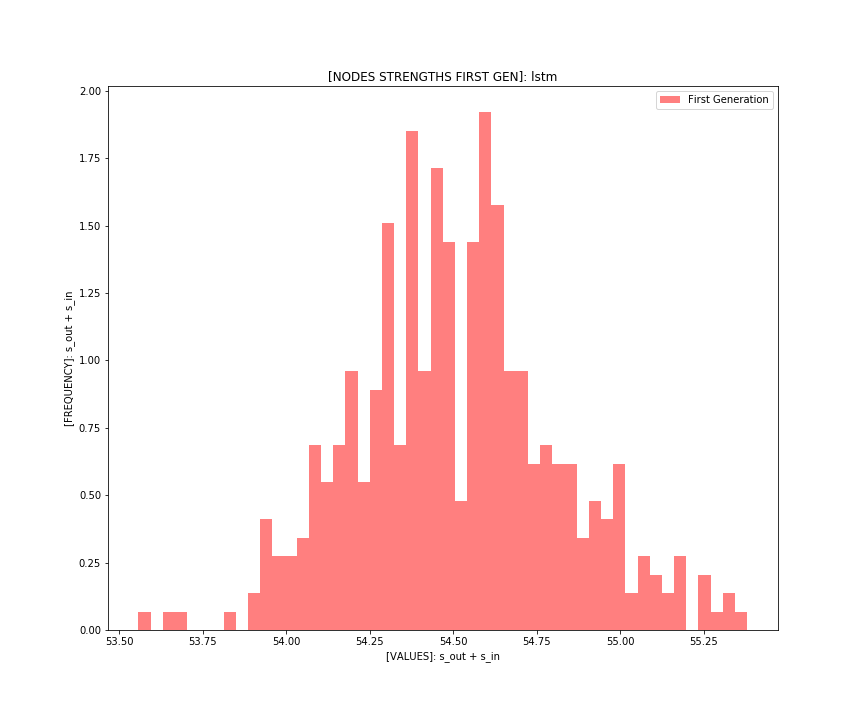 [NODES STRENGTHS FIRST GEN]: lstm
First Generation
2.00
1.75
1.50
1.25
1.00
0.75
0.50
0.25
0.00
[FREQUENCY]: s_out + s_in
53.50 53.75 54.00 54.25 54.50 54.75 55.00 55.25
[VALUES]: s_out + s_in